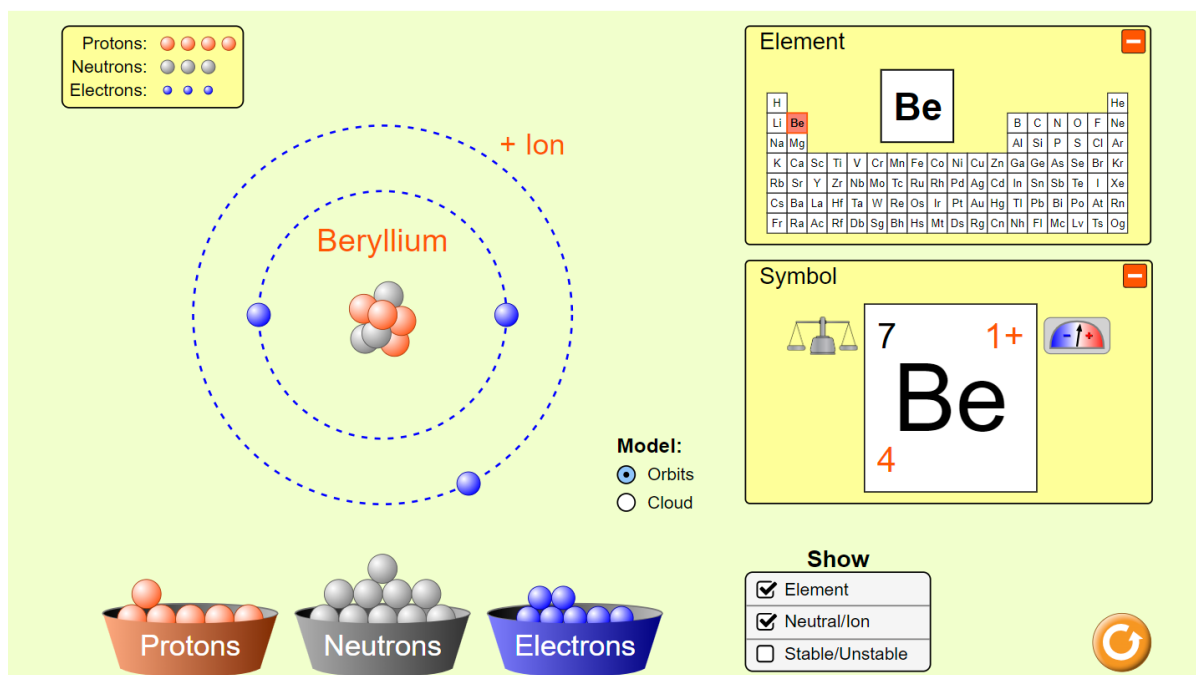 Protons:
Neutrons:
Electrons:
+ Ion
Beryllium
Model:
Orbits
Cloud
Protons
Neutrons
Electrons
Element
Be
H He
Li Be B C N O F Ne
Na Mg Al Si P S Cl Ar
K Ca Sc Ti V Cr Mn Fe Co Ni Cu Zn Ga Ge As Se Br Kr
Rb Sr Y Zr Nb Mo Tc Ru Rh Pd Ag Cd In Sn Sb Te I Xe
Cs Ba La Hf Ta W Re Os Ir Pt Au Hg Tl Pb Bi Po At Rn
Fr Ra Ac Rf Db Sg Bh Hs Mt Ds Rg Cn Nh Fl Mc Lv Ts Og
Symbol
7 1+
Be
4
- +
Show
Element
Neutral/Ion
Stable/Unstable